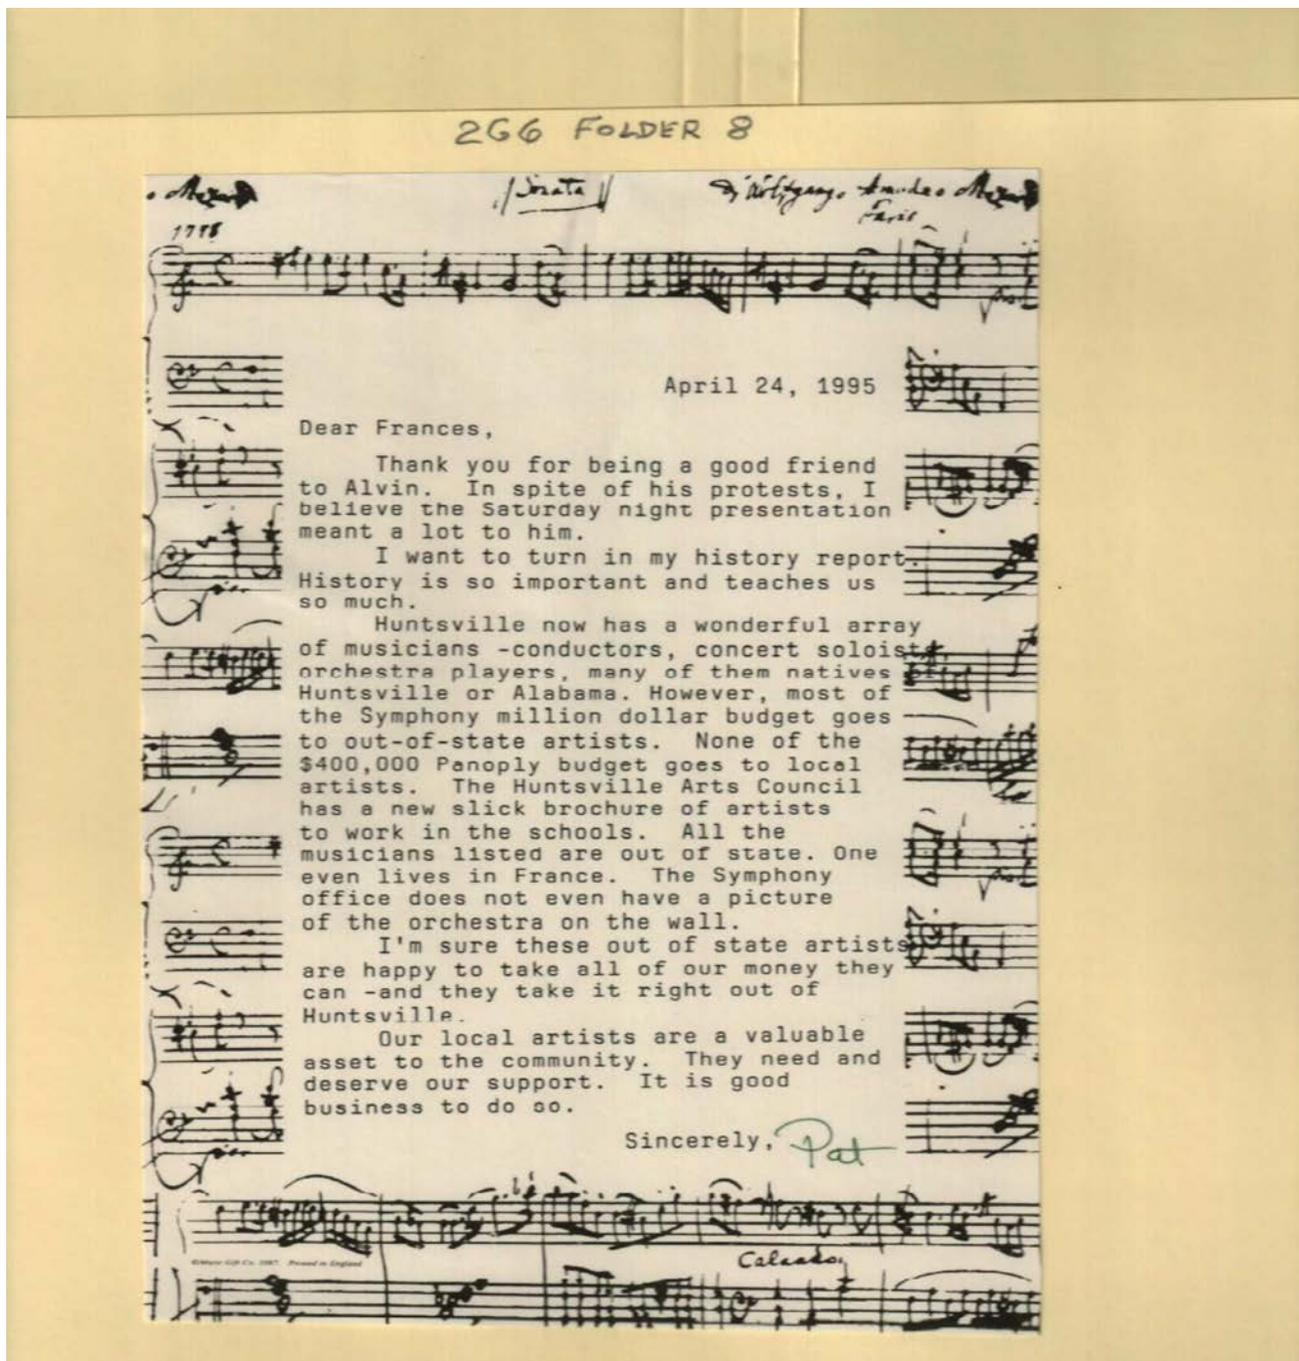 2G6 FOLDER 8
Sonata
1778
April 24, 1995
Dear Frances,
Thank you for being a good friend
to Alvin. In spite of his protests, I
believe the Saturday night presentation
meant a lot to him.
I want to turn in my history report.
History is so important and teaches us
so much.
Huntsville now has a wonderful array
of musicians -conductors, concert soloists,
orchestra players, many of them natives of
Huntsville or Alabama. However, most of
the Symphony million dollar budget goes
to out-of-state artists. None of the
$400,000 Panoply budget goes to local
artists. The Huntsville Arts Council
has a new slick brochure of artists
to work in the schools. All the
musicians listed are out of state. One
even lives in France. The Symphony
office does not even have a picture
of the orchestra on the wall.
I'm sure these out of state artists
are happy to take all of our money they
can -and they take it right out of
Huntsville.
Our local artists are a valuable
asset to the community. They need and
deserve our support. It is good
business to do so.
Sincerely, Pat
Calando
Printed in England